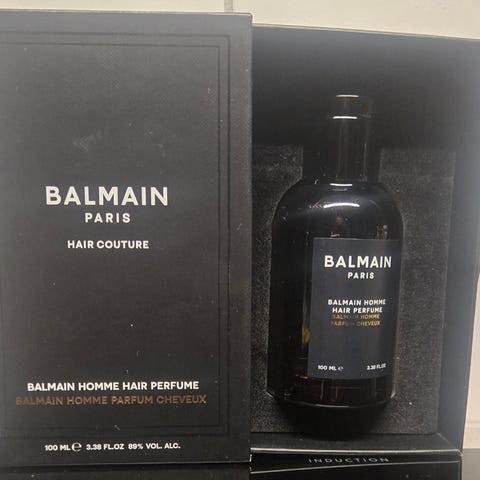 BALMAIN
PARIS
HAIR COUTURE
BALMAIN HOMME HAIR PERFUME
BALMAIN HOMME PARFUM CHEVEUX
100 ML ℮ 3.38 FL.OZ 89% VOL. ALC.
BALMAIN
PARIS
BALMAIN HOMME
HAIR PERFUME
BALMAIN HOMME
PARFUM CHEVEUX
100 ML ℮ 3.38 FL.OZ
INDUCTION